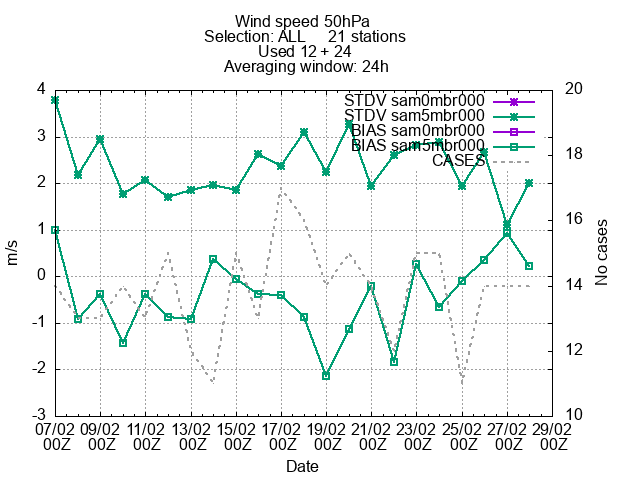 Wind speed 50hPa
Selection: ALL 21 stations
Used 12 + 24
Averaging window: 24h
STDV sam0mbr000
STDV sam5mbr000
BIAS sam0mbr000
BIAS sam5mbr000
CASES
4
3
2
1
0
-1
-2
-3
m/s
20
18
16
14
12
10
No cases
07/02 09/02 11/02 13/02 15/02 17/02 19/02 21/02 23/02 25/02 27/02 29/02
00Z 00Z 00Z 00Z 00Z 00Z 00Z 00Z 00Z 00Z 00Z 00Z
Date